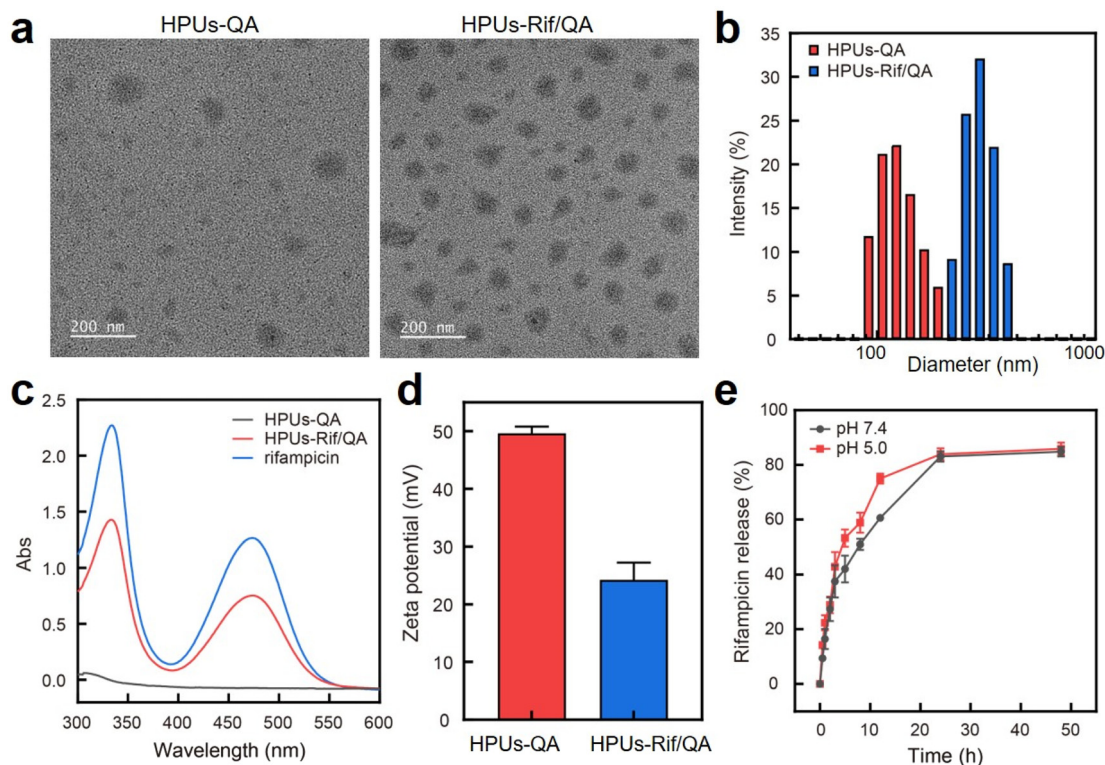 a
HPUs-QA
HPUs-Rif/QA
200 nm
200 nm
b
HPUs-QA
HPUs-Rif/QA
Intensity (%)
35
30
25
20
15
10
5
0
100
1000
Diameter (nm)
c
HPUs-QA
HPUs-Rif/QA
rifampicin
Abs
2.5
2.0
1.5
1.0
0.5
0.0
300 350 400 450 500 550 600
Wavelength (nm)
d
Zeta potential (mV)
50
40
30
20
10
0
HPUs-QA
HPUs-Rif/QA
e
pH 7.4
pH 5.0
Rifampicin release (%)
100
80
60
40
20
0
0 10 20 30 40 50
Time (h)